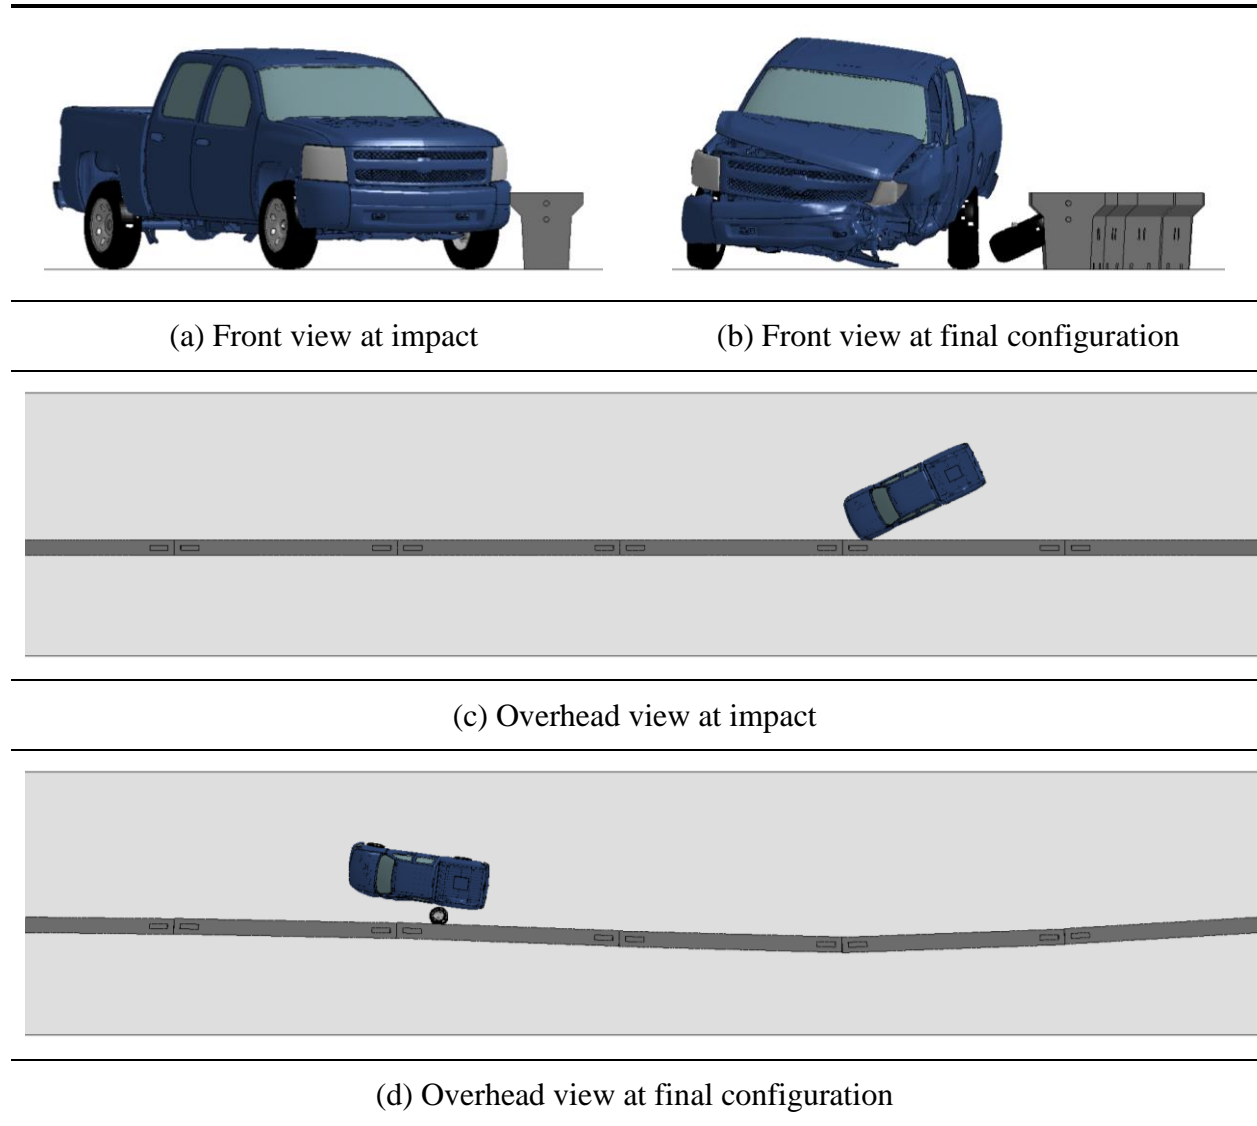 (a) Front view at impact
(b) Front view at final configuration
(c) Overhead view at impact
(d) Overhead view at final configuration